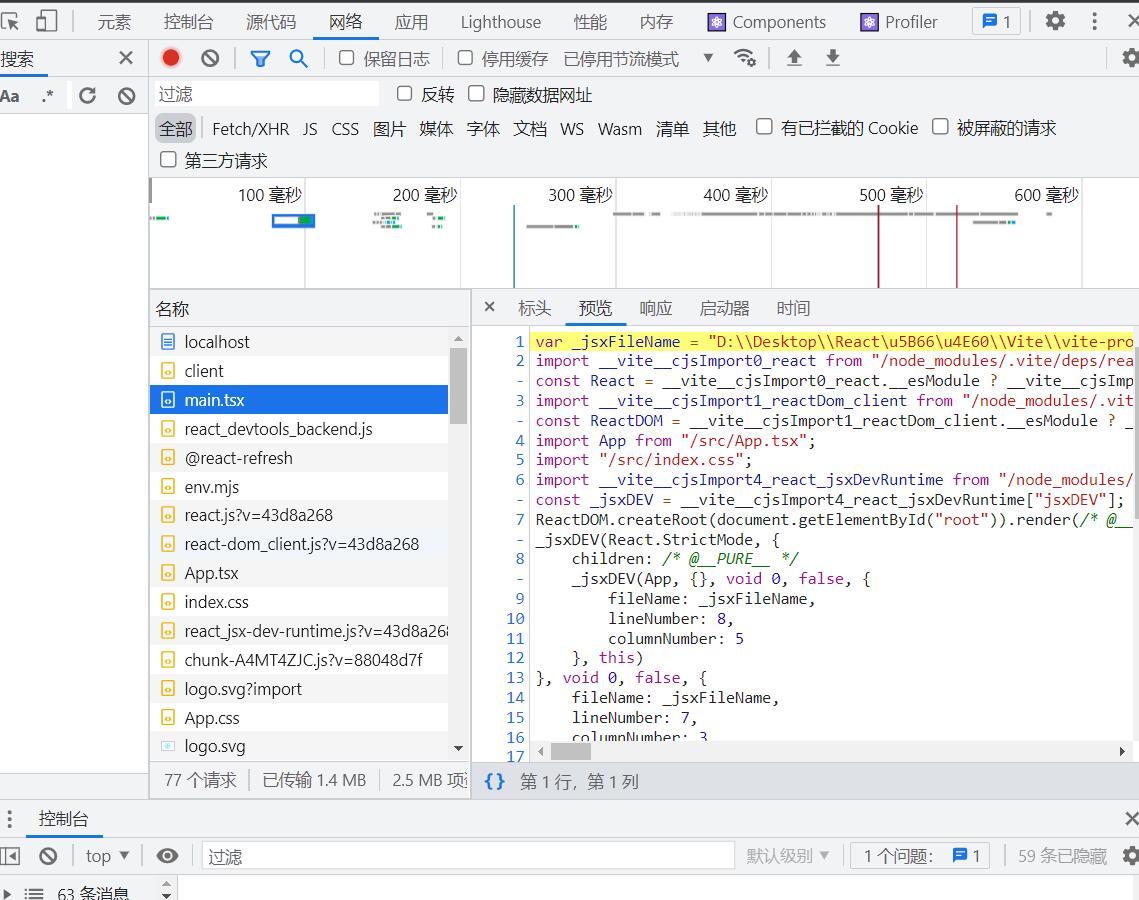 元素 控制台 源代码 网络 应用 Lighthouse 性能 内存 Components Profiler 1
搜索 保留日志 停用缓存 已停用节流模式
Aa .* 过滤 反转 隐藏数据网址
全部 Fetch/XHR JS CSS 图片 媒体 字体 文档 WS Wasm 清单 其他 有已拦截的 Cookie 被屏蔽的请求
第三方请求
100 毫秒 200 毫秒 300 毫秒 400 毫秒 500 毫秒 600 毫秒
名称
localhost
client
main.tsx
react_devtools_backend.js
@react-refresh
env.mjs
react.js?v=43d8a268
react-dom_client.js?v=43d8a268
App.tsx
index.css
react_jsx-dev-runtime.js?v=43d8a268
chunk-A4MT4ZJC.js?v=88048d7f
logo.svg?import
App.css
logo.svg
77 个请求 已传输 1.4 MB 2.5 MB 项
标头 预览 响应 启动器 时间
1 var _jsxFileName = "D:\\Desktop\\React\u5B66\u4E60\\Vite\\vite-pro
2 import __vite__cjsImport0_react from "/node_modules/.vite/deps/rea
- const React = __vite__cjsImport0_react.__esModule ? __vite__cjsImp
3 import __vite__cjsImport1_reactDom_client from "/node_modules/.vit
- const ReactDOM = __vite__cjsImport1_reactDom_client.__esModule ? _
4 import App from "/src/App.tsx";
5 import "/src/index.css";
6 import __vite__cjsImport4_react_jsxDevRuntime from "/node_modules/
- const _jsxDEV = __vite__cjsImport4_react_jsxDevRuntime["jsxDEV"];
7 ReactDOM.createRoot(document.getElementById("root")).render(/* @__
- _jsxDEV(React.StrictMode, {
8 children: /* @__PURE__ */
- _jsxDEV(App, {}, void 0, false, {
9 fileName: _jsxFileName,
10 lineNumber: 8,
11 columnNumber: 5
12 }, this)
13 }, void 0, false, {
14 fileName: _jsxFileName,
15 lineNumber: 7,
16 columnNumber: 3
17
{} 第 1 行，第 1 列
控制台
top 过滤 默认级别 1 个问题: 1 59 条已隐藏
63 条消息